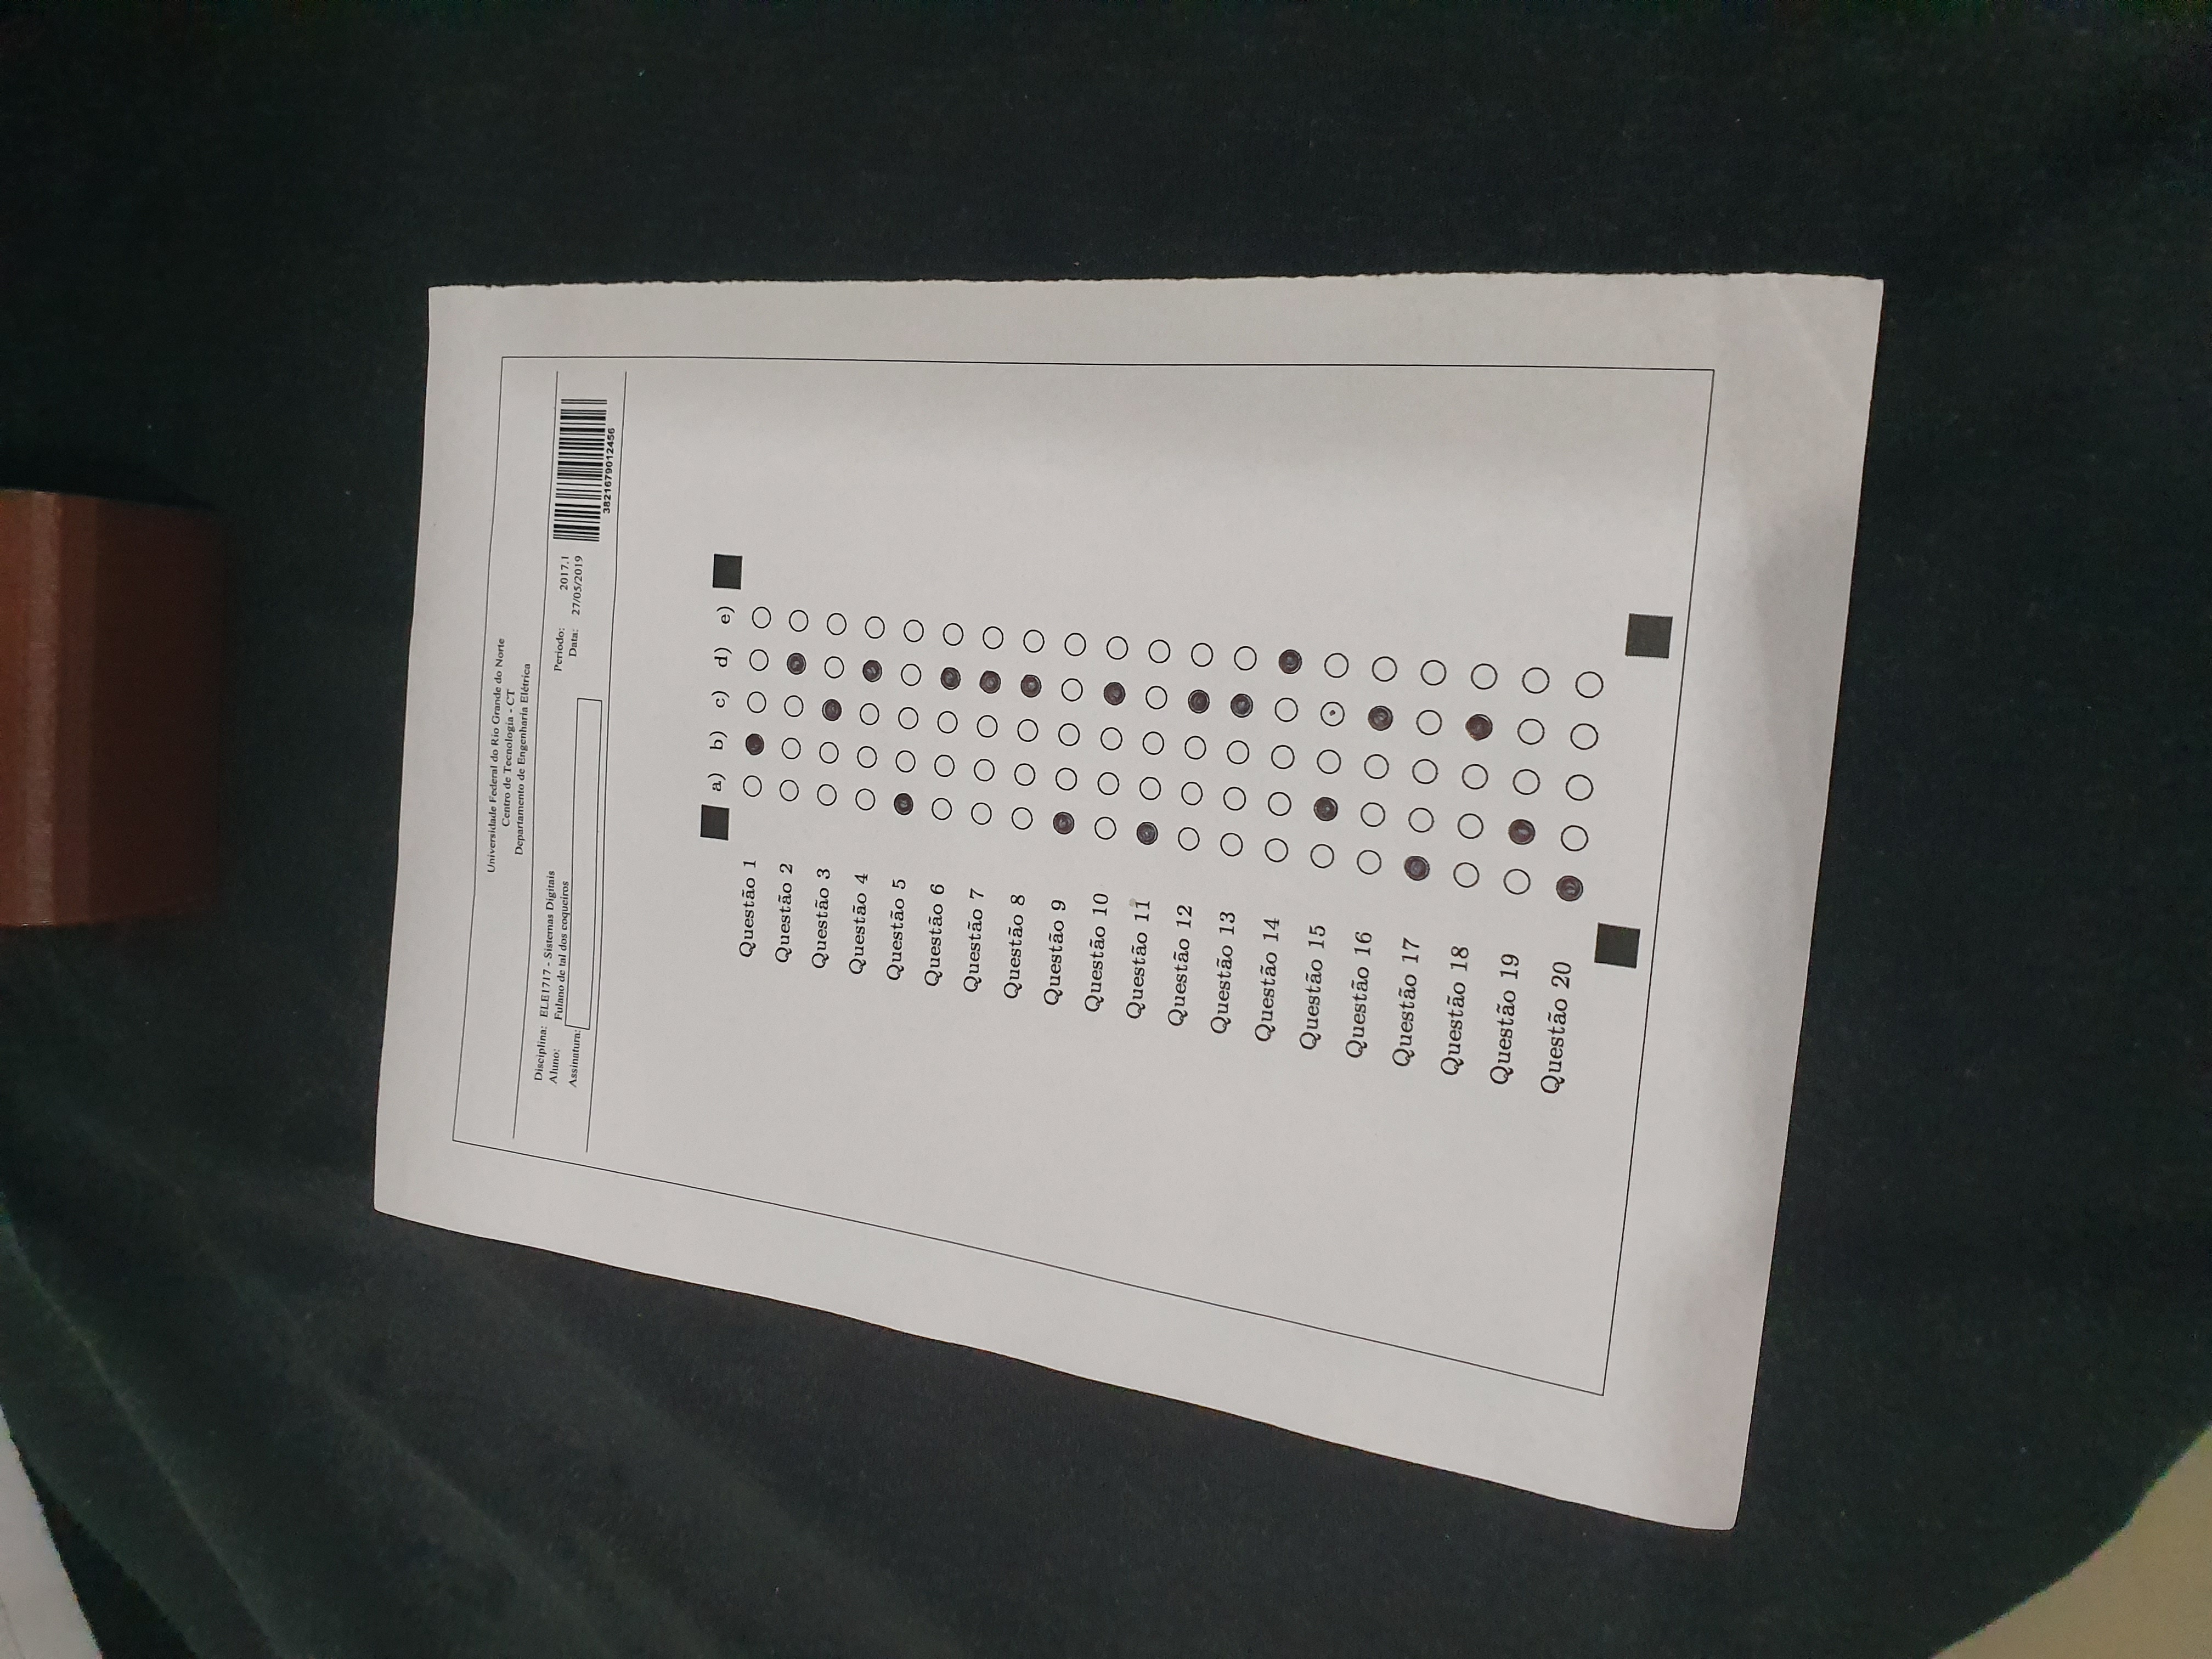 Universidade Federal do Rio Grande do Norte
Centro de Tecnologia - CT
Departamento de Engenharia Elétrica
Disciplina: ELE1717 - Sistemas Digitais
Aluno: Fulano de tal dos coqueiros
Assinatura:
Período: 2017.1
Data: 27/05/2019
3821679012456
a) b) c) d) e)
Questão 1
Questão 2
Questão 3
Questão 4
Questão 5
Questão 6
Questão 7
Questão 8
Questão 9
Questão 10
Questão 11
Questão 12
Questão 13
Questão 14
Questão 15
Questão 16
Questão 17
Questão 18
Questão 19
Questão 20